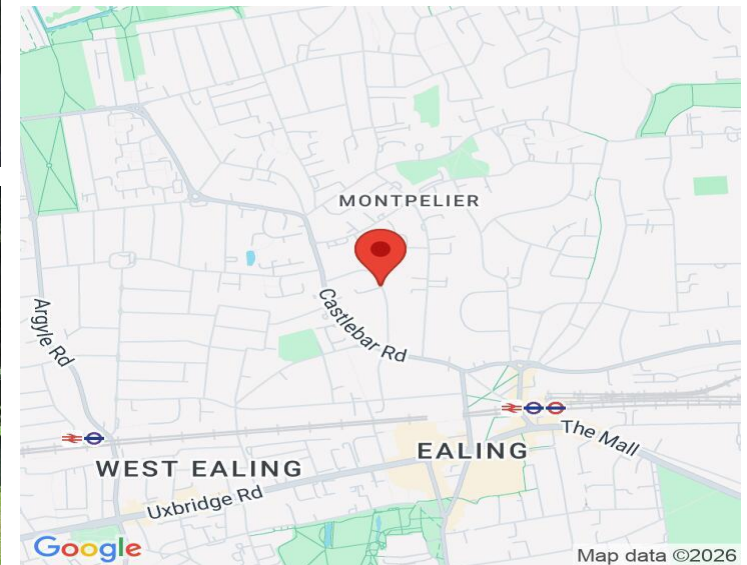 MONTPELIER
Castlebar Rd
Argyle Rd
The Mall
EALING
WEST EALING
Uxbridge Rd
Google
Map data ©2026